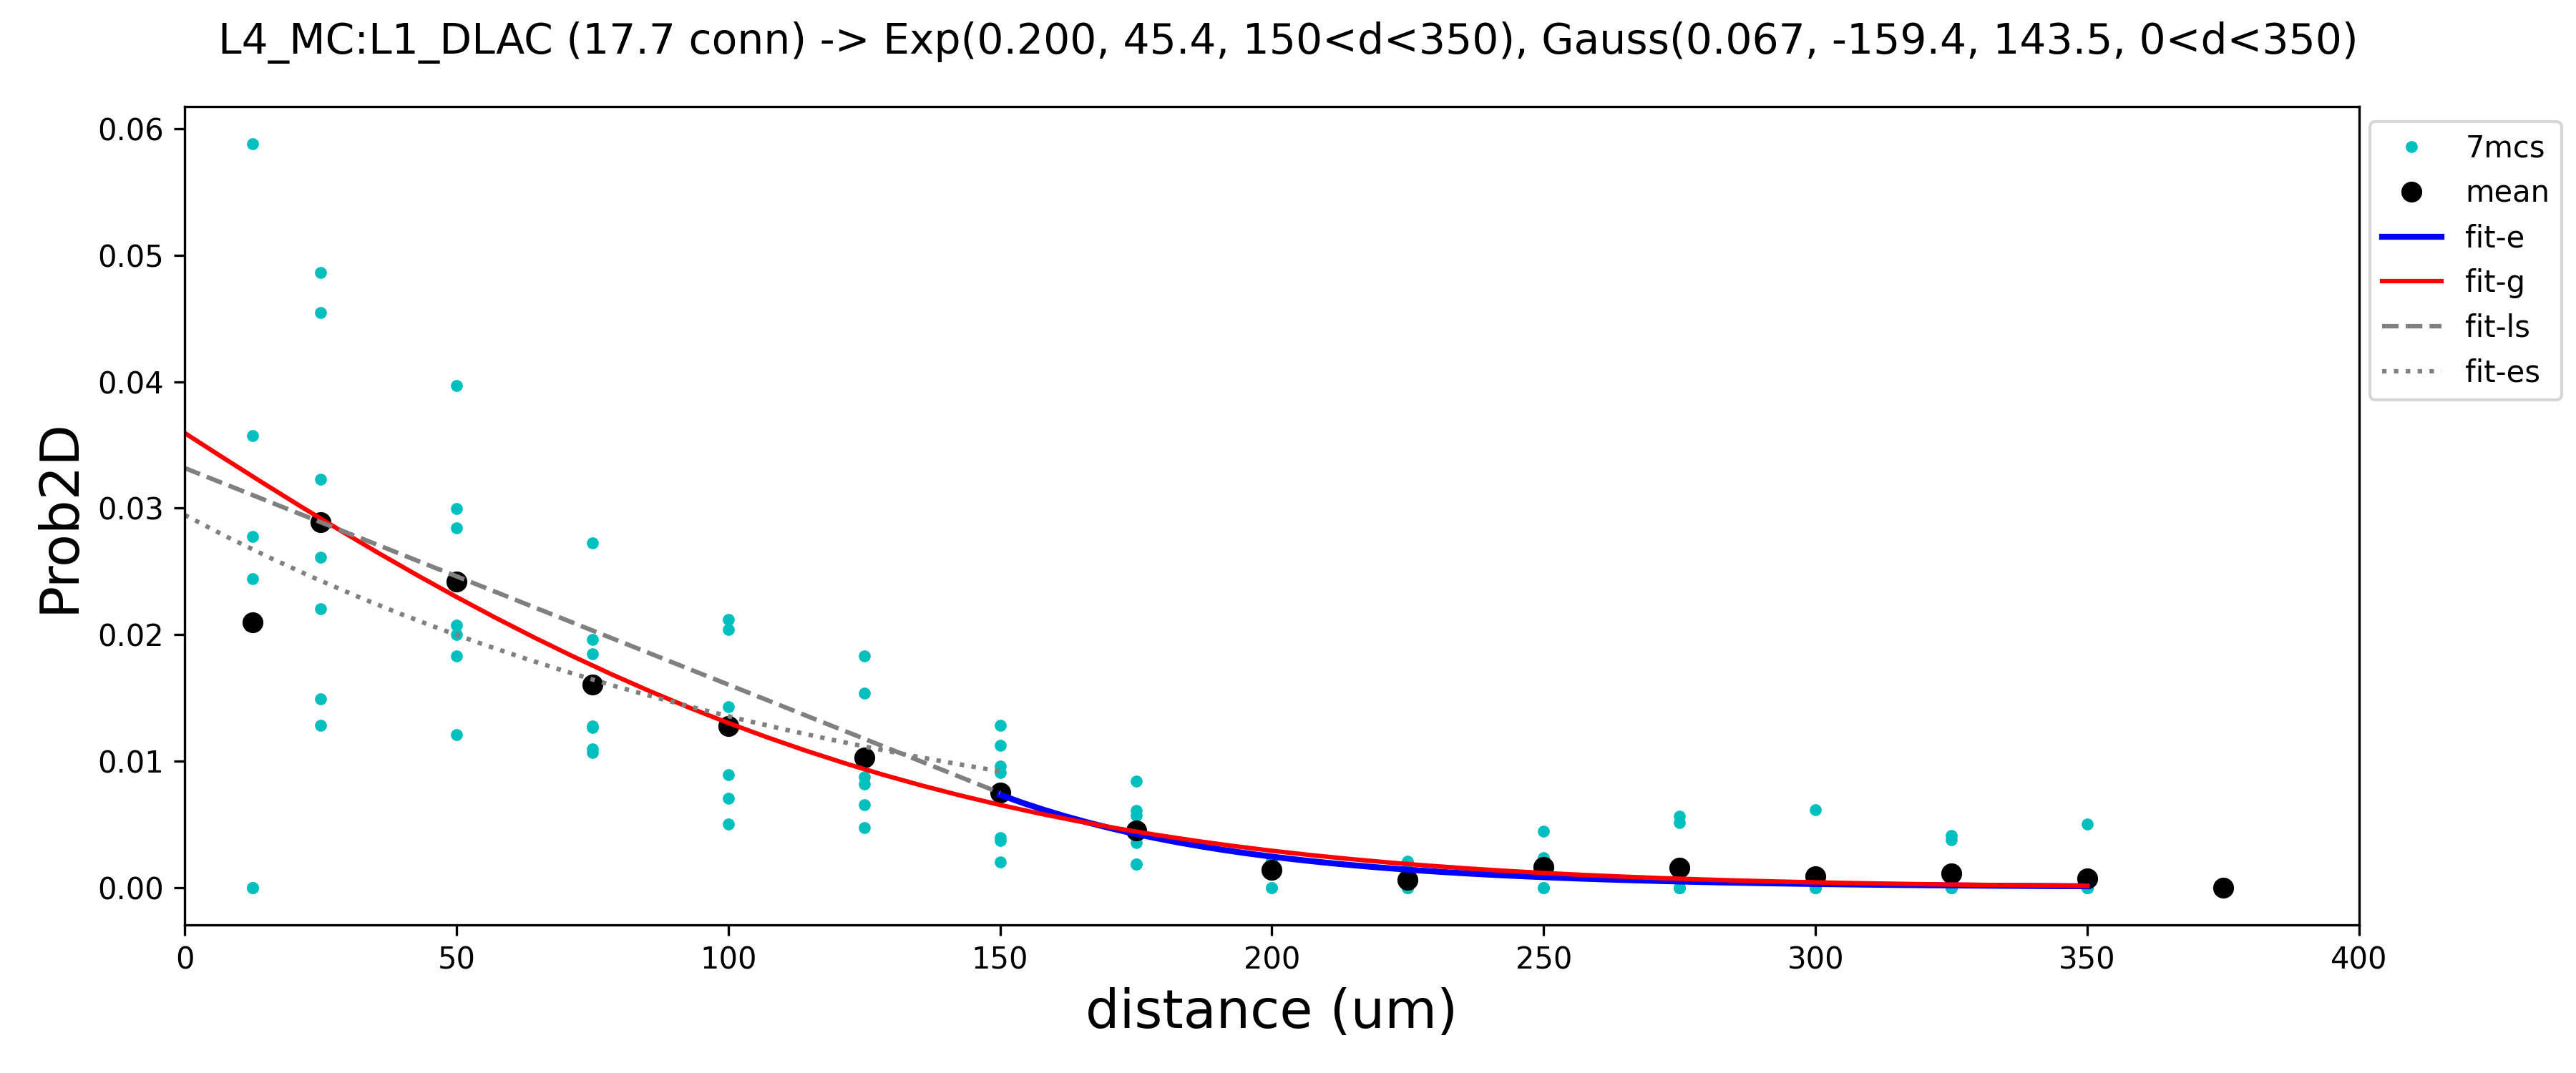 L4_MC:L1_DLAC (17.7 conn) -> Exp(0.200, 45.4, 150<d<350), Gauss(0.067, -159.4, 143.5, 0<d<350)
0.06
0.05
0.04
0.03
0.02
0.01
0.00
Prob2D
0 50 100 150 200 250 300 350 400
distance (um)
7mcs
mean
fit-e
fit-g
fit-ls
fit-es